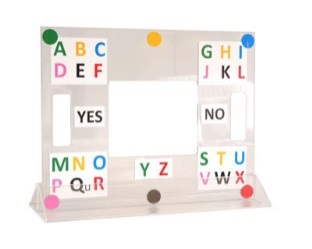 A B C
D E F
G H I
J K L
YES
NO
M N O
P Qu R
Y Z
S T U
V W X